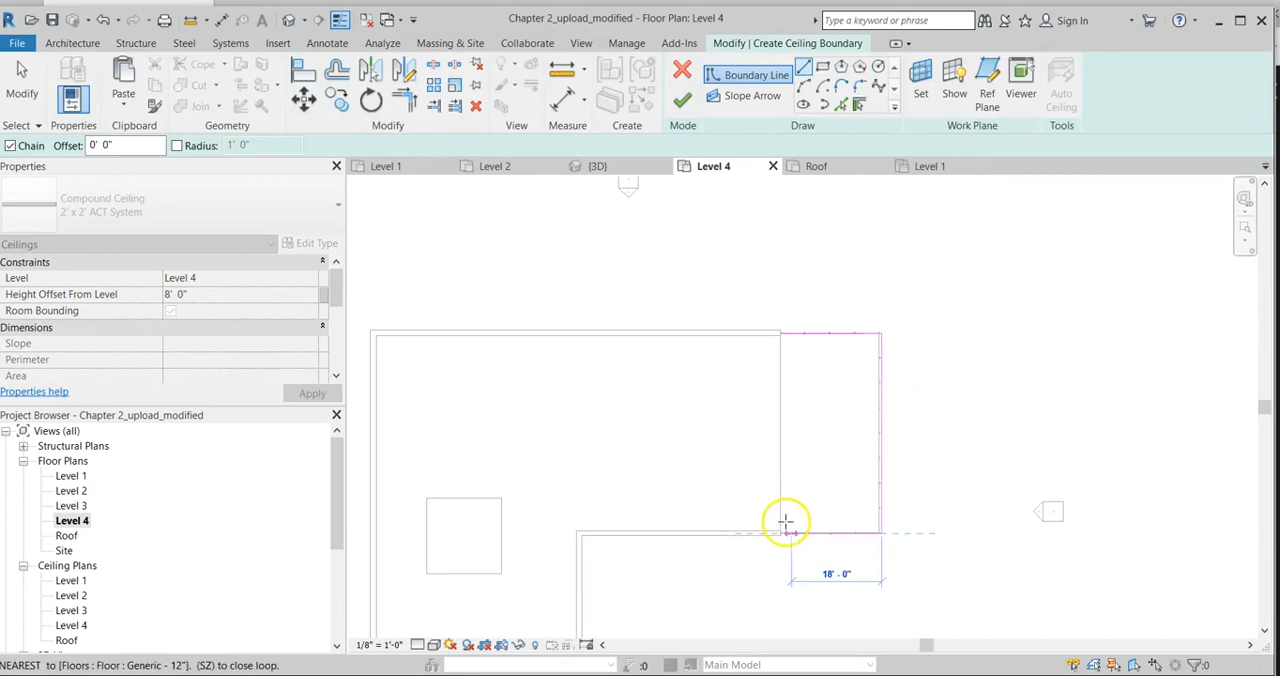 Chapter 2_upload_modified - Floor Plan: Level 4
Type a keyword or phrase
Sign In
File
Architecture
Structure
Steel
Systems
Insert
Annotate
Analyze
Massing & Site
Collaborate
View
Manage
Add-Ins
Modify | Create Ceiling Boundary
Modify
Paste
Cope
Cut
Join
Boundary Line
Slope Arrow
Set
Show
Ref
Plane
Viewer
Auto
Ceiling
Select
Properties
Clipboard
Geometry
Modify
View
Measure
Create
Mode
Draw
Work Plane
Tools
Chain
Offset:
0' 0"
Radius:
1' 0"
Properties
Level 1
Level 2
{3D}
Level 4
Roof
Level 1
Compound Ceiling
2' x 2' ACT System
Ceilings
Edit Type
Constraints
Level
Level 4
Height Offset From Level
8' 0"
Room Bounding
Dimensions
Slope
Perimeter
Area
Properties help
Apply
Project Browser - Chapter 2_upload_modified
Views (all)
Structural Plans
Floor Plans
Level 1
Level 2
Level 3
Level 4
Roof
Site
Ceiling Plans
Level 1
Level 2
Level 3
Level 4
Roof
18' - 0"
1/8" = 1'-0"
NEAREST to [Floors : Floor : Generic - 12"]. (SZ) to close loop.
:0
Main Model
:0